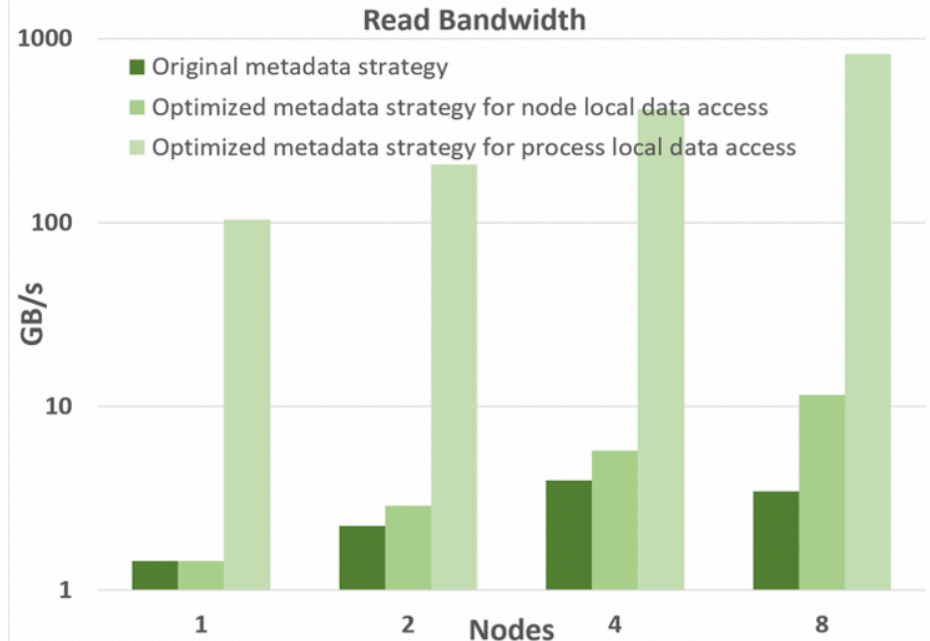 Read Bandwidth
1000
Original metadata strategy
Optimized metadata strategy for node local data access
Optimized metadata strategy for process local data access
100
GB/s
10
1
1 2 4 8
Nodes